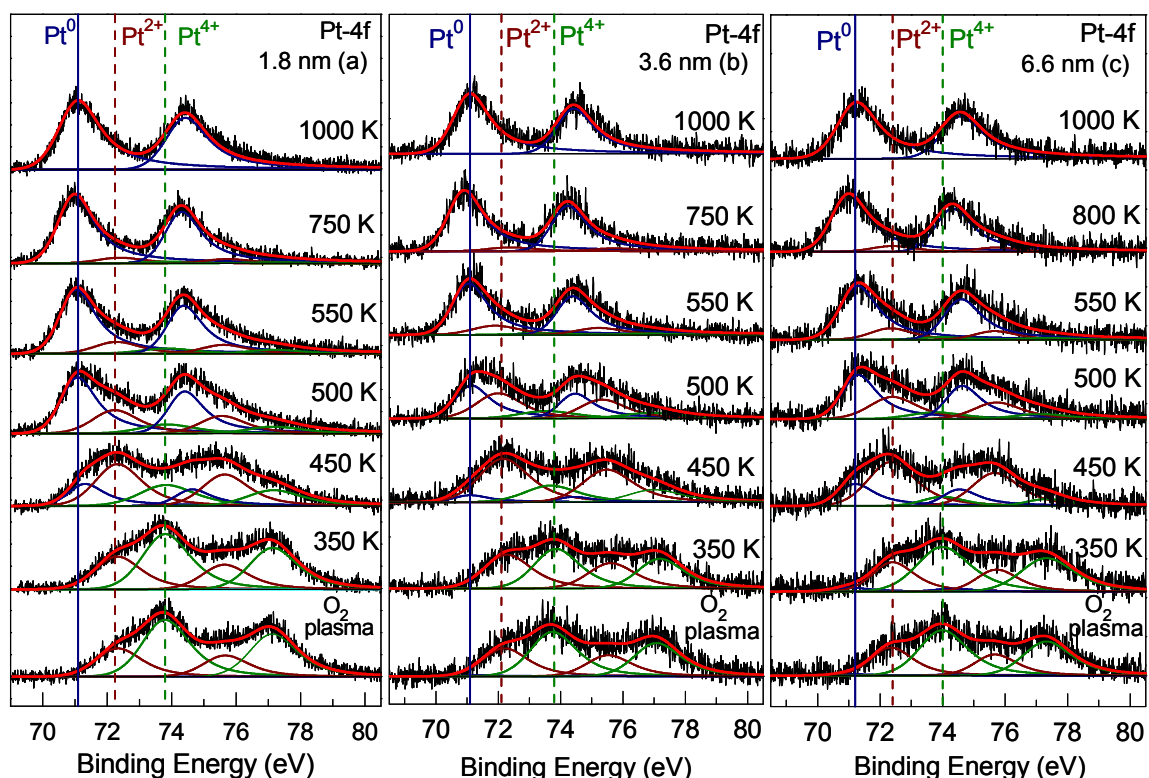 Pt0 Pt2+ Pt4+ Pt-4f
1.8 nm (a)
1000 K
750 K
550 K
500 K
450 K
350 K
O2
plasma
70 72 74 76 78 80
Binding Energy (eV)
Pt0 Pt2+ Pt4+ Pt-4f
3.6 nm (b)
1000 K
750 K
550 K
500 K
450 K
350 K
O2
plasma
70 72 74 76 78 80
Binding Energy (eV)
Pt0 Pt2+ Pt4+ Pt-4f
6.6 nm (c)
1000 K
800 K
550 K
500 K
450 K
350 K
O2
plasma
70 72 74 76 78 80
Binding Energy (eV)